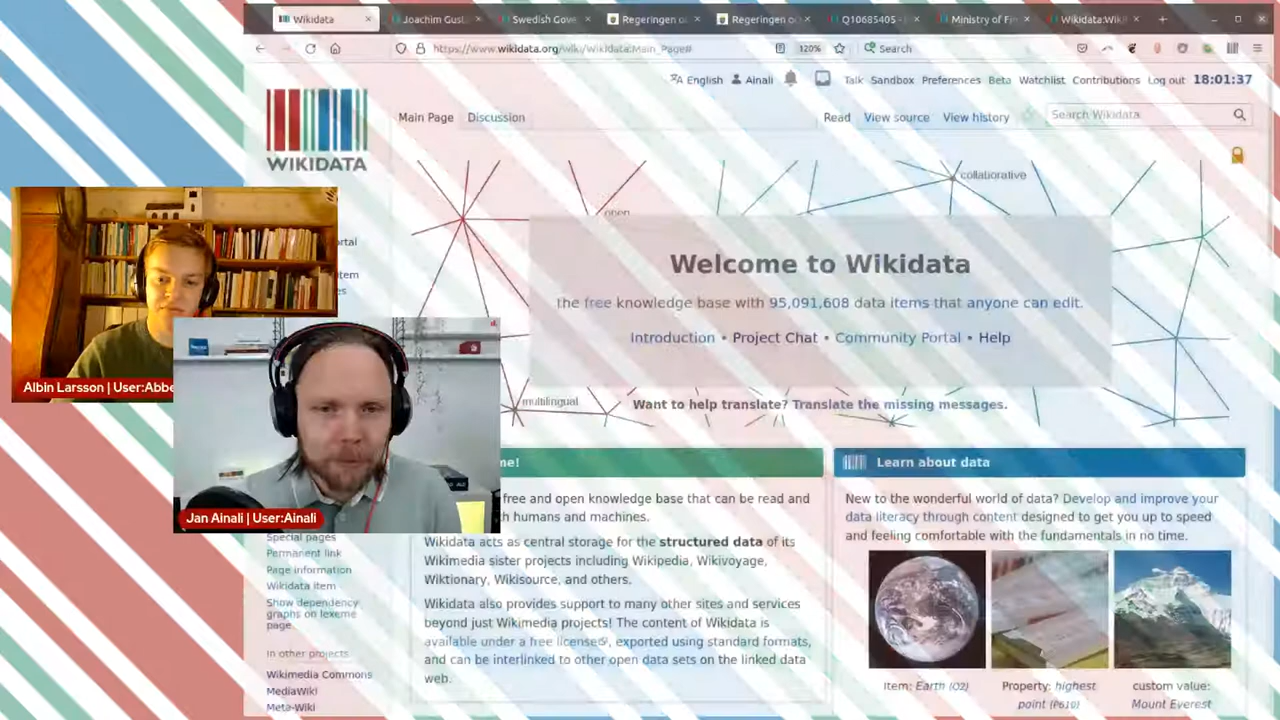 Wikidata
Joachim Gust
Swedish Gove
Regeringen o
Regeringen o
Q10685405 -
Ministry of Fi
Wikidata:Wiki
https://www.wikidata.org/wiki/Wikidata:Main_Page#
120%
Search
English
Ainali
Talk
Sandbox
Preferences
Beta
Watchlist
Contributions
Log out
18:01:37
WIKIDATA
Main Page
Discussion
Read
View source
View history
Search Wikidata
collaborative
open
Welcome to Wikidata
The free knowledge base with 95,091,608 data items that anyone can edit.
Introduction • Project Chat • Community Portal • Help
multilingual
Want to help translate? Translate the missing messages.
Albin Larsson | User:Abbe
Jan Ainali | User:Ainali
me!
free and open knowledge base that can be read and
humans and machines.
Wikidata acts as central storage for the structured data of its
Wikimedia sister projects including Wikipedia, Wikivoyage,
Wiktionary, Wikisource, and others.
Wikidata also provides support to many other sites and services
beyond just Wikimedia projects! The content of Wikidata is
available under a free license, exported using standard formats,
and can be interlinked to other open data sets on the linked data
web.
Learn about data
New to the wonderful world of data? Develop and improve your
data literacy through content designed to get you up to speed
and feeling comfortable with the fundamentals in no time.
Item: Earth (Q2)
Property: highest
point (P610)
custom value:
Mount Everest
Special pages
Permanent link
Page information
Wikidata item
Show dependency
graphs on lexeme
page.
In other projects
Wikimedia Commons
MediaWiki
Meta-Wiki